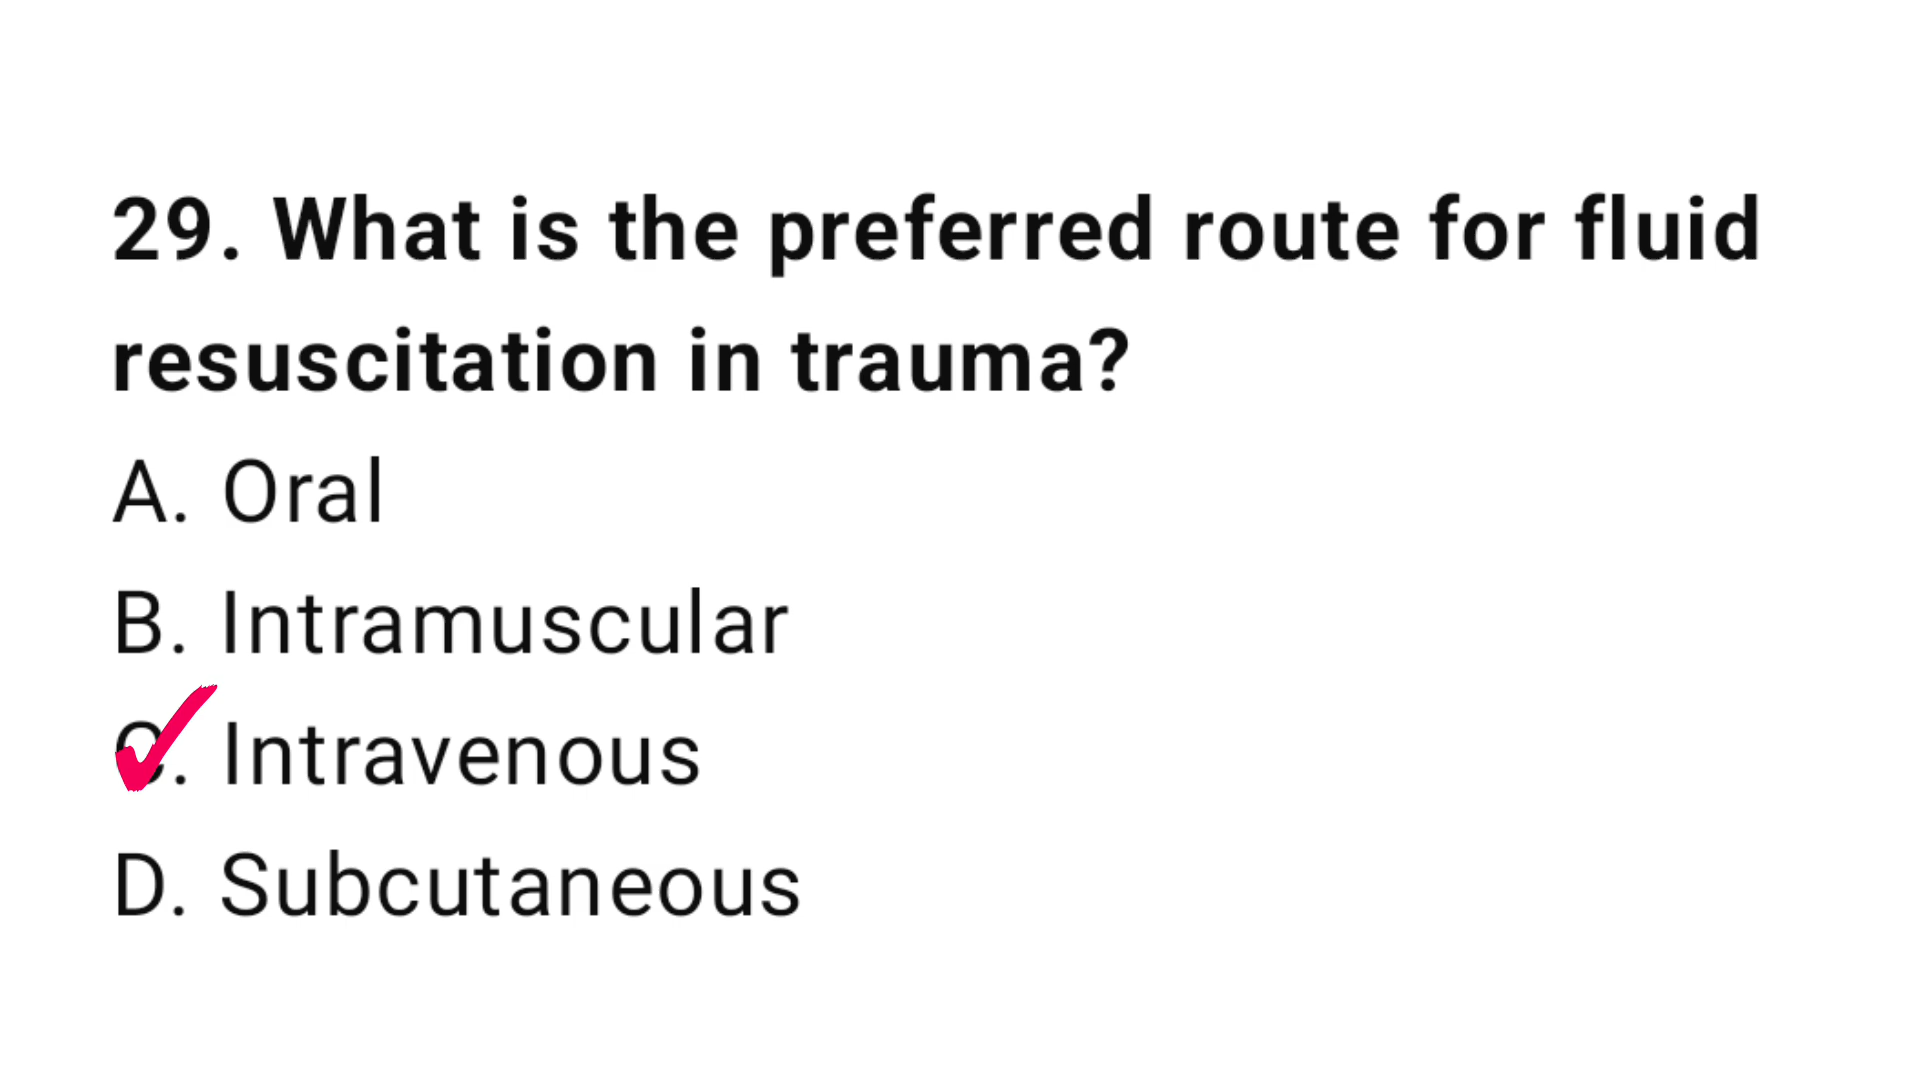 29. What is the preferred route for fluid
resuscitation in trauma?
A. Oral
B. Intramuscular
C. Intravenous
D. Subcutaneous